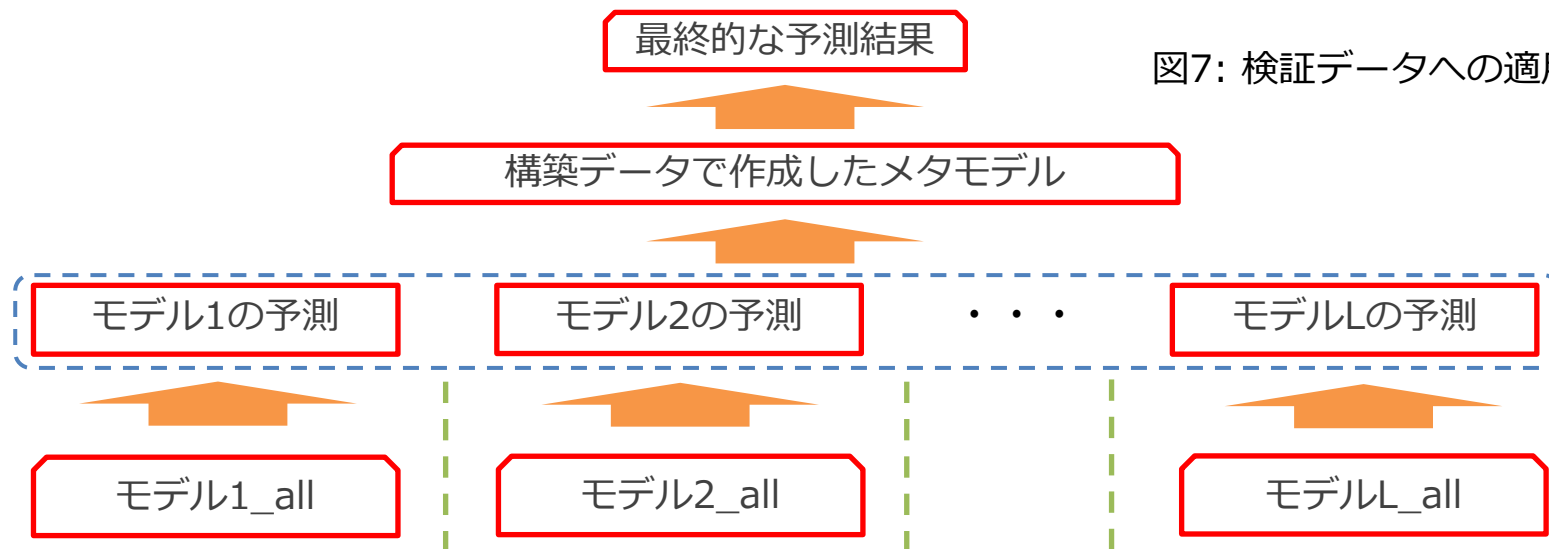 最終的な予測結果
図7: 検証データへの適
構築データで作成したメタモデル
モデル1の予測
モデル2の予測
・・・
モデルLの予測
モデル1_all
モデル2_all
モデルL_all